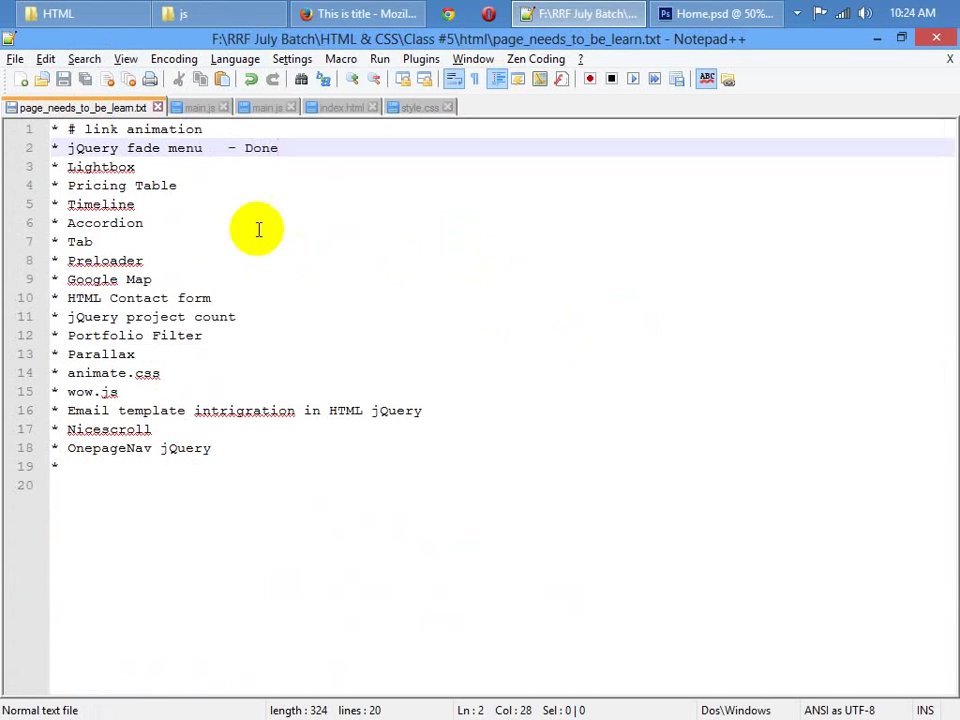 HTML
js
This is title - Mozil...
F:\RRF July Batch\...
Home.psd @ 50%...
10:24 AM
F:\RRF July Batch\HTML & CSS\Class #5\html\page_needs_to_be_learn.txt - Notepad++
File Edit Search View Encoding Language Settings Macro Run Plugins Window Zen Coding ? X
page_needs_to_be_learn.txt main.js main.js index.html style.css
1 * # link animation
2 * jQuery fade menu - Done
3 * Lightbox
4 * Pricing Table
5 * Timeline
6 * Accordion
7 * Tab
8 * Preloader
9 * Google Map
10 * HTML Contact form
11 * jQuery project count
12 * Portfolio Filter
13 * Parallax
14 * animate.css
15 * wow.js
16 * Email template intrigration in HTML jQuery
17 * Nicescroll
18 * OnepageNav jQuery
19 *
20
Normal text file length : 324 lines : 20 Ln : 2 Col : 28 Sel : 0 | 0 Dos\Windows ANSI as UTF-8 INS